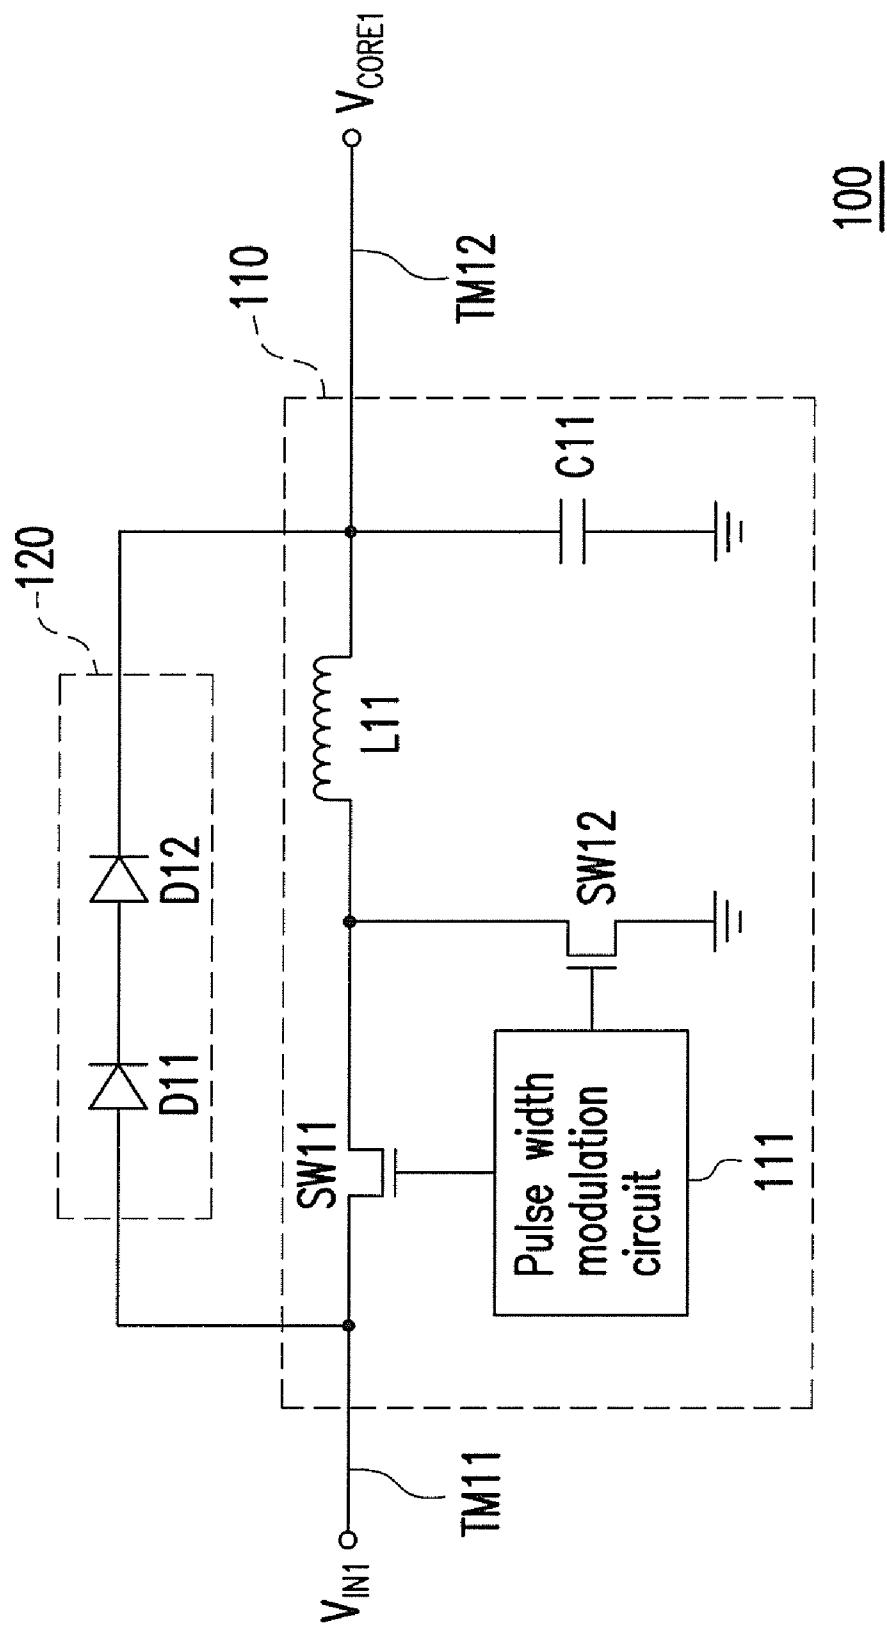 120
D11
D12
110
V_IN1
TM11
SW11
L11
TM12
V_CORE1
C11
SW12
Pulse width
modulation
circuit
111
100